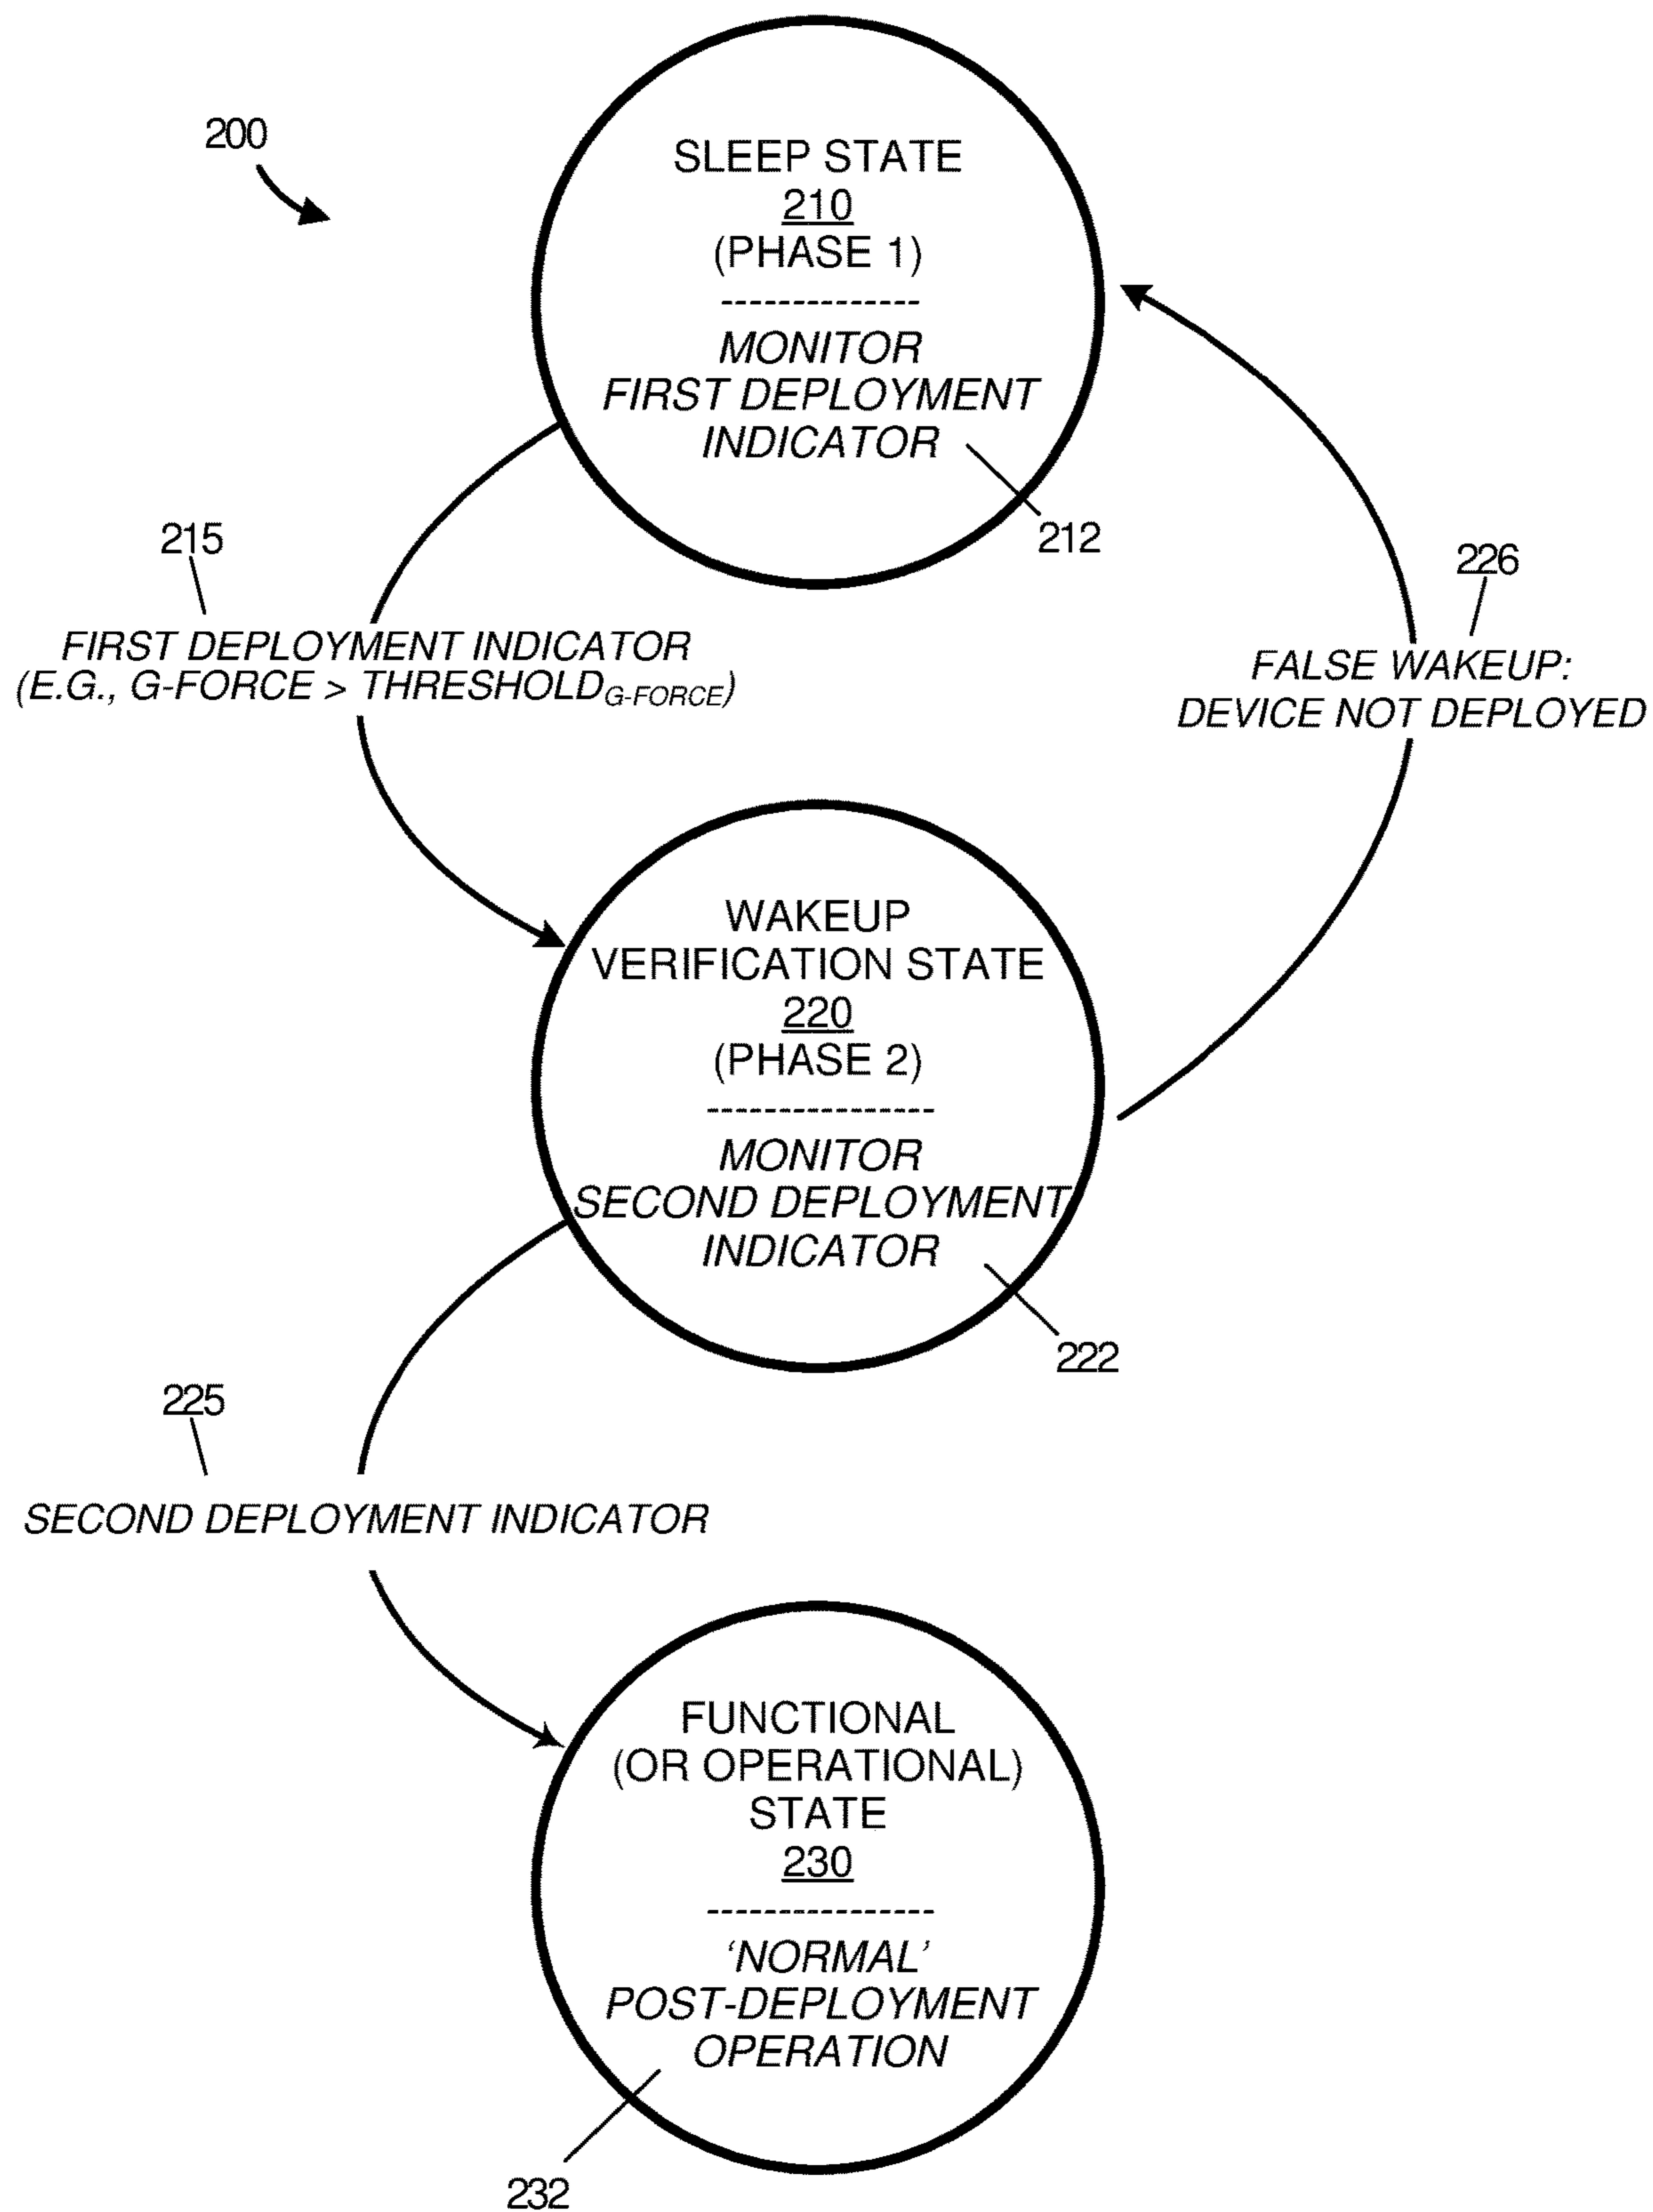 200
SLEEP STATE
210
(PHASE 1)
--------------
MONITOR
FIRST DEPLOYMENT
INDICATOR
212
215
FIRST DEPLOYMENT INDICATOR
(E.G., G-FORCE > THRESHOLD_G-FORCE)
226
FALSE WAKEUP:
DEVICE NOT DEPLOYED
WAKEUP
VERIFICATION STATE
220
(PHASE 2)
----------------
MONITOR
SECOND DEPLOYMENT
INDICATOR
222
225
SECOND DEPLOYMENT INDICATOR
FUNCTIONAL
(OR OPERATIONAL)
STATE
230
----------------
‘NORMAL’
POST-DEPLOYMENT
OPERATION
232